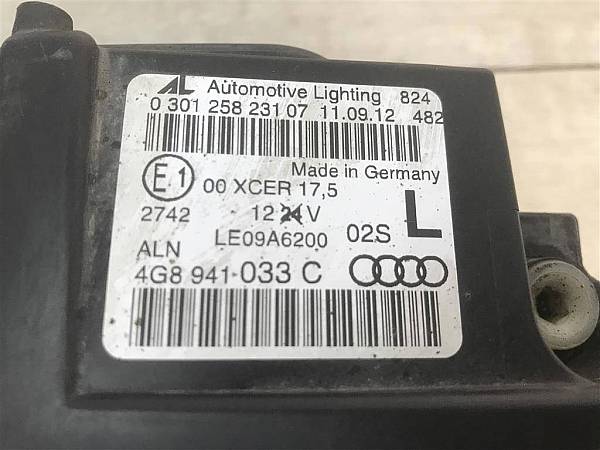 AL Automotive Lighting 824
0 301 258 231 07 11.09.12 482
Made in Germany
E1 00 XCER 17,5
2742 12 24 V
LE09A6200 02S L
ALN
4G8 941-033 C